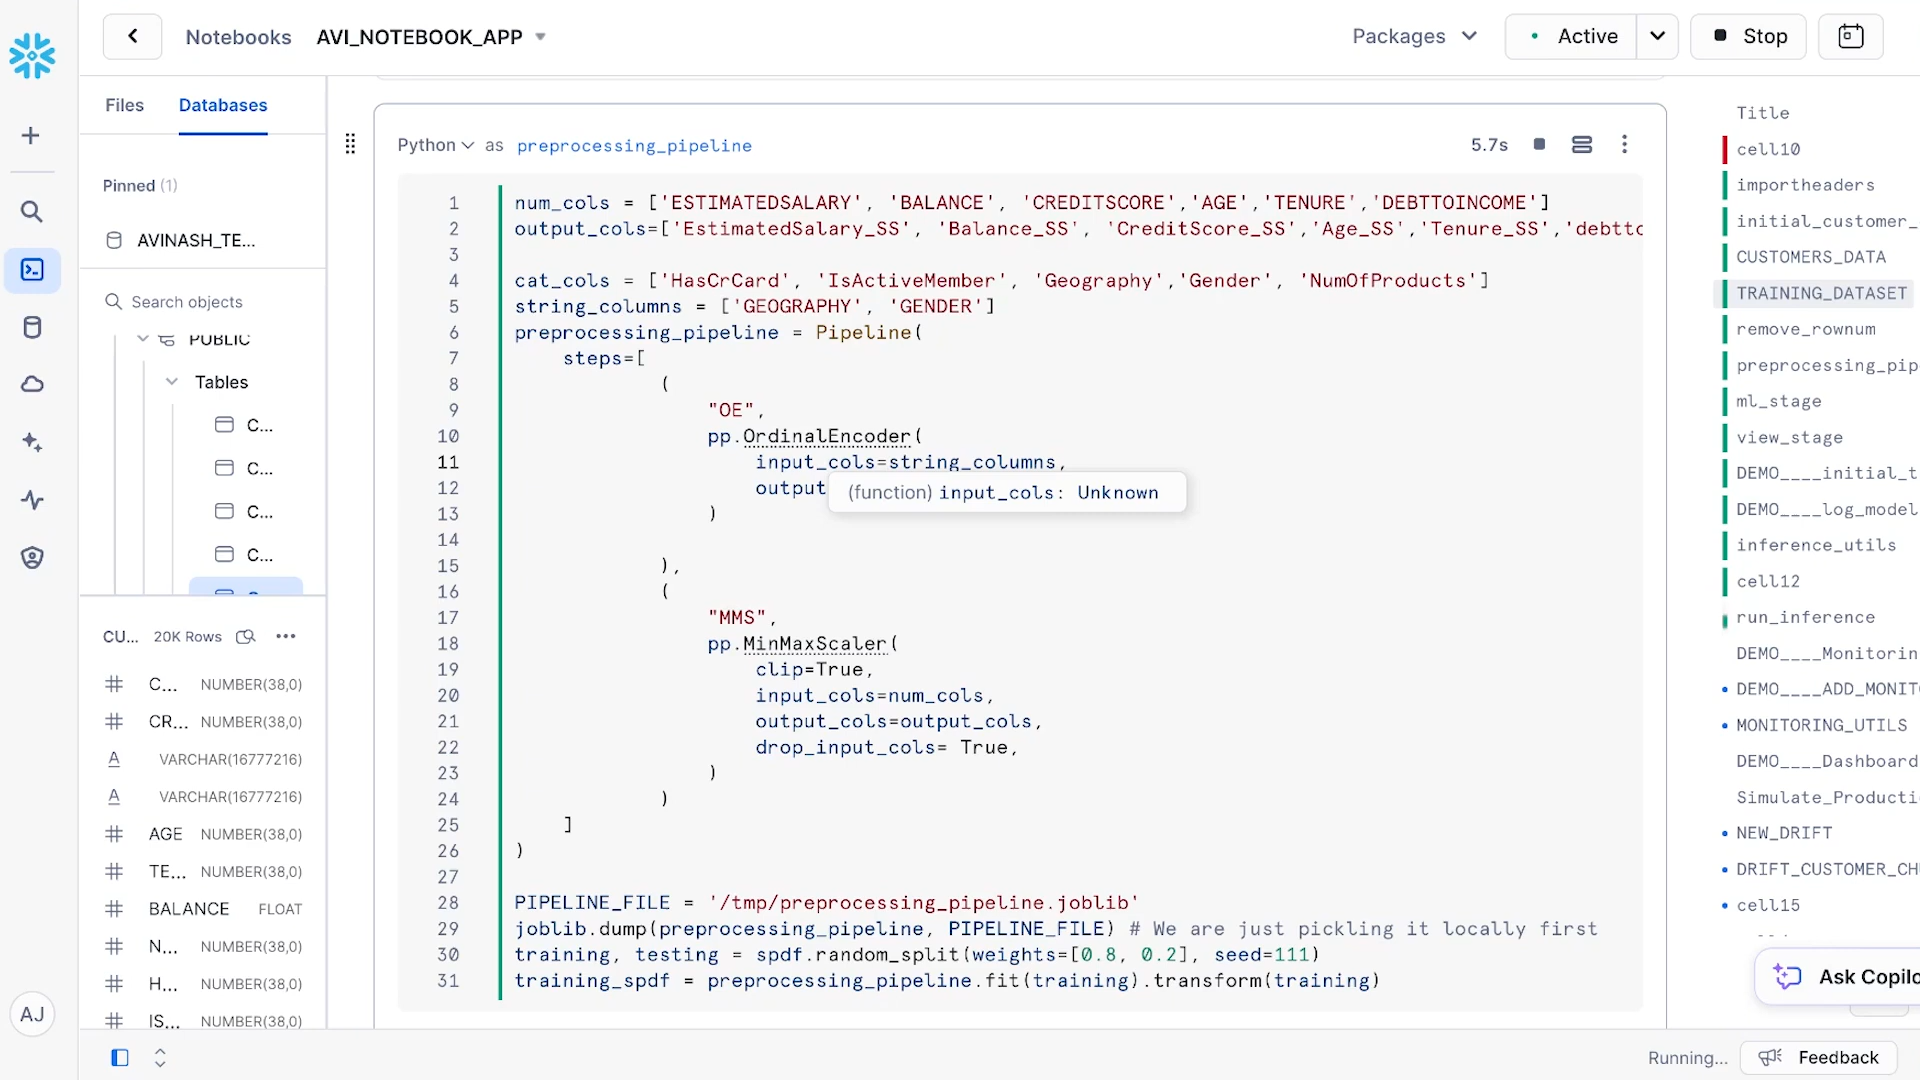 Notebooks AVI_NOTEBOOK_APP
Packages
Active
Stop
Files Databases
Pinned (1)
AVINASH_TE...
Search objects
PUBLIC
Tables
C...
C...
C...
C...
CU... 20K Rows
C... NUMBER(38,0)
CR... NUMBER(38,0)
VARCHAR(16777216)
VARCHAR(16777216)
AGE NUMBER(38,0)
TE... NUMBER(38,0)
BALANCE FLOAT
N... NUMBER(38,0)
H... NUMBER(38,0)
IS... NUMBER(38,0)
AJ
Python as preprocessing_pipeline
5.7s
1 num_cols = ['ESTIMATEDSALARY', 'BALANCE', 'CREDITSCORE','AGE','TENURE','DEBTTOINCOME']
2 output_cols=['EstimatedSalary_SS', 'Balance_SS', 'CreditScore_SS','Age_SS','Tenure_SS','debttc
3
4 cat_cols = ['HasCrCard', 'IsActiveMember', 'Geography','Gender', 'NumOfProducts']
5 string_columns = ['GEOGRAPHY', 'GENDER']
6 preprocessing_pipeline = Pipeline(
7 steps=[
8 (
9 "OE",
10 pp.OrdinalEncoder(
11 input_cols=string_columns,
12 output
(function) input_cols: Unknown
13 )
14
15 ),
16 (
17 "MMS",
18 pp.MinMaxScaler(
19 clip=True,
20 input_cols=num_cols,
21 output_cols=output_cols,
22 drop_input_cols= True,
23 )
24 )
25 ]
26 )
27
28 PIPELINE_FILE = '/tmp/preprocessing_pipeline.joblib'
29 joblib.dump(preprocessing_pipeline, PIPELINE_FILE) # We are just pickling it locally first
30 training, testing = spdf.random_split(weights=[0.8, 0.2], seed=111)
31 training_spdf = preprocessing_pipeline.fit(training).transform(training)
Title
cell10
importheaders
initial_customer_
CUSTOMERS_DATA
TRAINING_DATASET
remove_rownum
preprocessing_pip
ml_stage
view_stage
DEMO____initial_t
DEMO____log_model
inference_utils
cell12
run_inference
DEMO____Monitorin
DEMO____ADD_MONIT
MONITORING_UTILS
DEMO____Dashboard
Simulate_Producti
NEW_DRIFT
DRIFT_CUSTOMER_CHU
cell15
Ask Copilo
Running...
Feedback